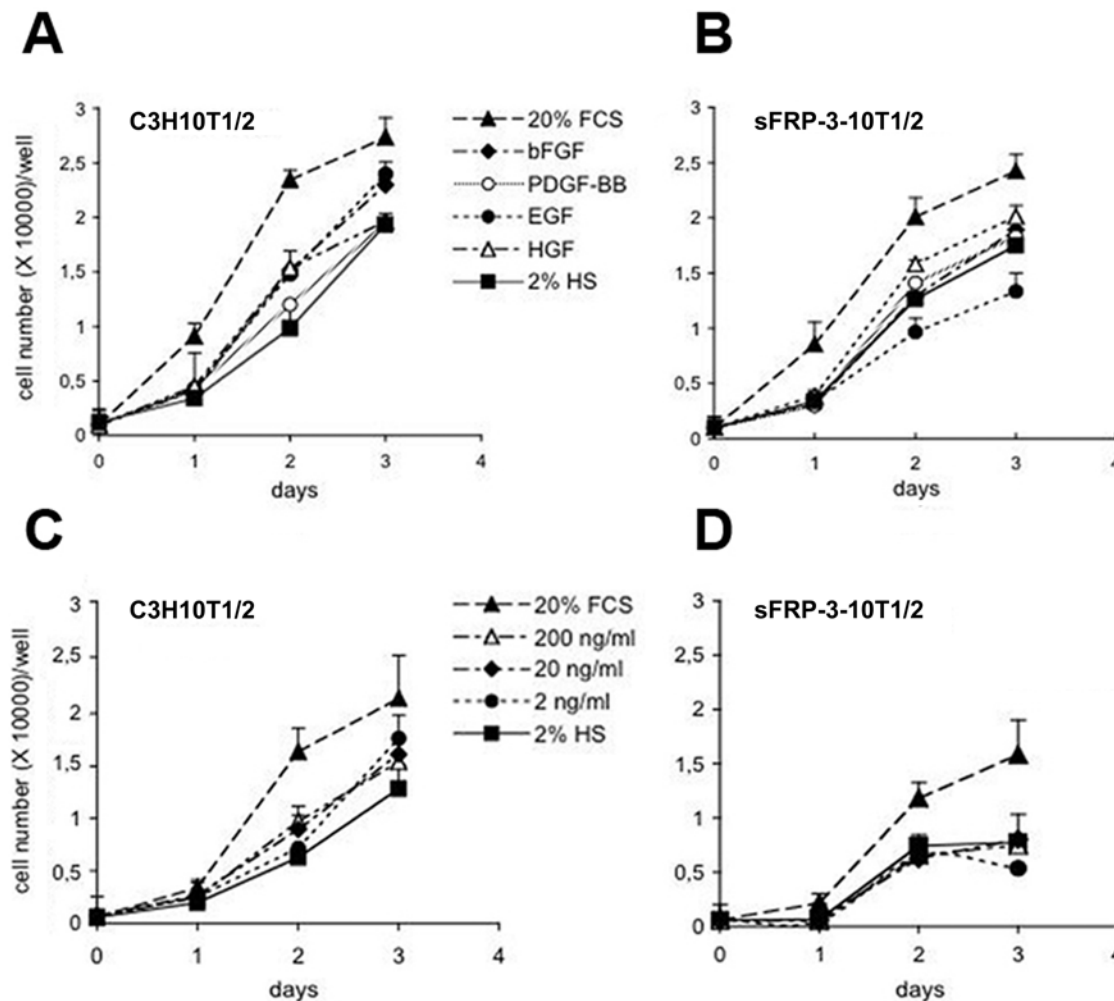 A
C3H10T1/2
cell number (X 10000)/well
3
2,5
2
1,5
1
0,5
0
0 1 2 3 4
days
20% FCS
bFGF
PDGF-BB
EGF
HGF
2% HS
B
sFRP-3-10T1/2
3
2,5
2
1,5
1
0,5
0
0 1 2 3 4
days
C
C3H10T1/2
cell number (X 10000)/well
3
2,5
2
1,5
1
0,5
0
0 1 2 3 4
days
20% FCS
200 ng/ml
20 ng/ml
2 ng/ml
2% HS
D
sFRP-3-10T1/2
3
2,5
2
1,5
1
0,5
0
0 1 2 3 4
days